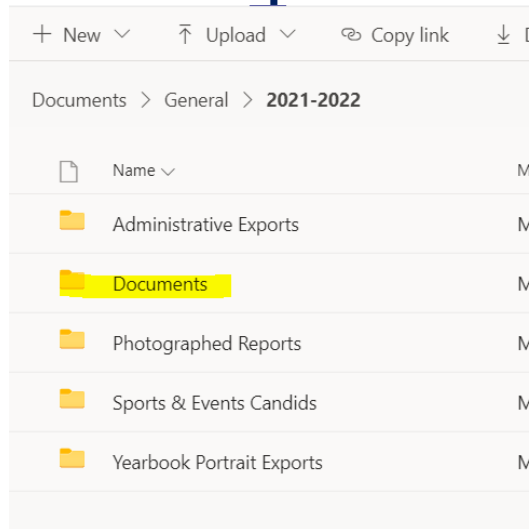 New Upload Copy link
Documents > General > 2021-2022
Name
Administrative Exports
Documents
Photographed Reports
Sports & Events Candids
Yearbook Portrait Exports